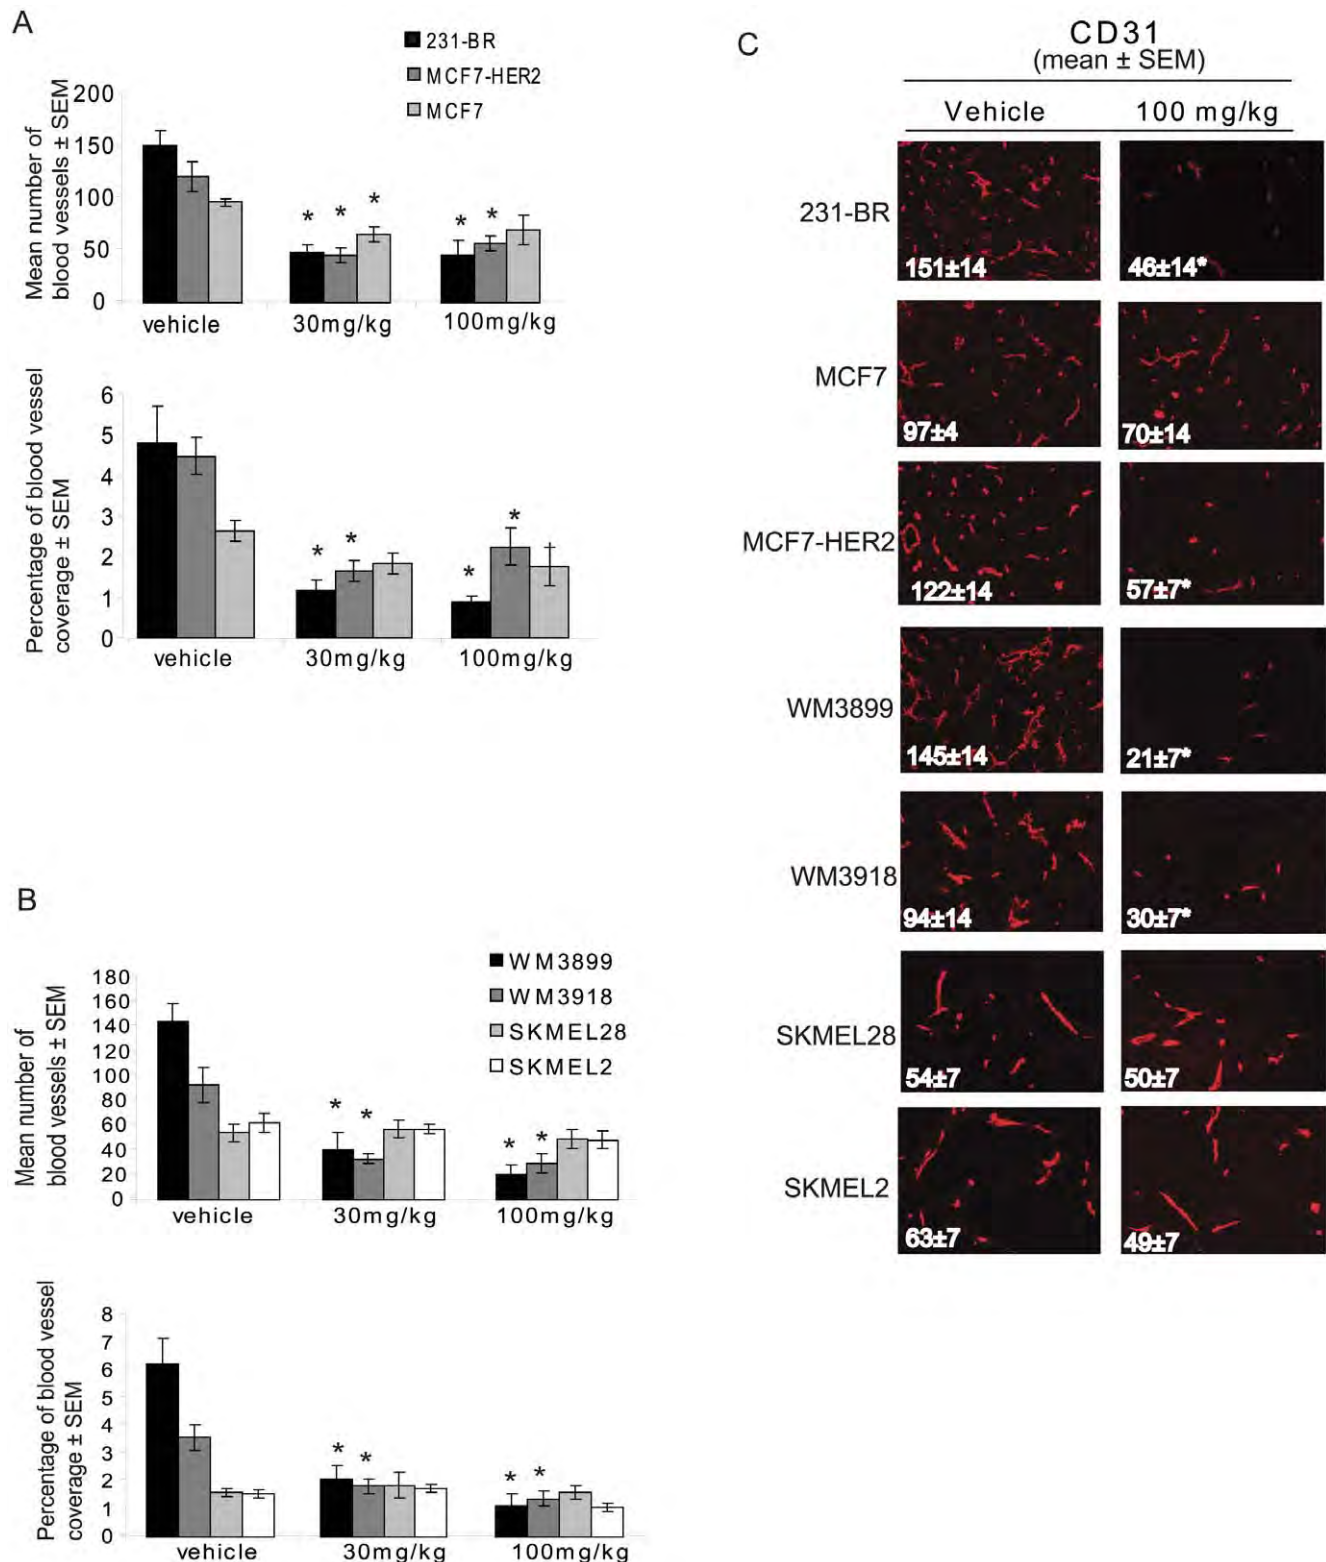 A
231-BR
MCF7-HER2
MCF7
Mean number of
blood vessels ± SEM
200
150
100
50
0
* * *
* *
vehicle 30mg/kg 100mg/kg
Percentage of blood vessel
coverage ± SEM
6
5
4
3
2
1
0
* *
* *
vehicle 30mg/kg 100mg/kg
B
WM3899
WM3918
SKMEL28
SKMEL2
Mean number of
blood vessels ± SEM
180
160
140
120
100
80
60
40
20
0
* *
* *
vehicle 30mg/kg 100mg/kg
Percentage of blood vessel
coverage ± SEM
8
7
6
5
4
3
2
1
0
* *
* *
vehicle 30mg/kg 100mg/kg
C
CD31
(mean ± SEM)
Vehicle 100 mg/kg
231-BR
151±14 46±14*
MCF7
97±4 70±14
MCF7-HER2
122±14 57±7*
WM3899
145±14 21±7*
WM3918
94±14 30±7*
SKMEL28
54±7 50±7
SKMEL2
63±7 49±7